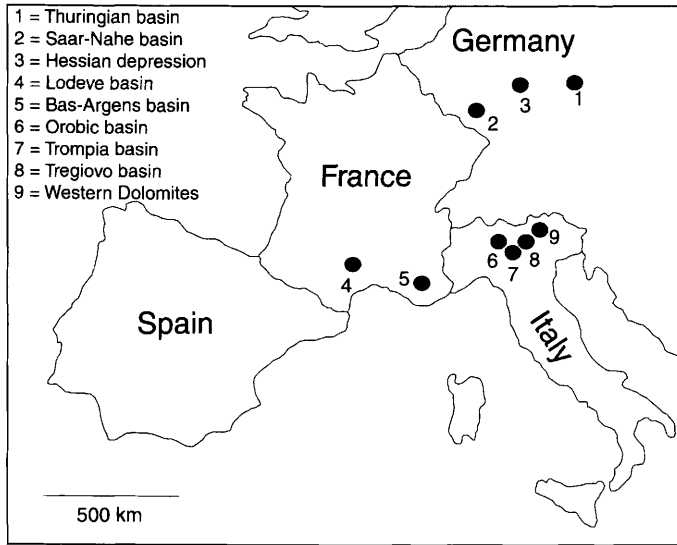 1 = Thuringian basin
2 = Saar-Nahe basin
3 = Hessian depression
4 = Lodeve basin
5 = Bas-Argens basin
6 = Orobic basin
7 = Trompia basin
8 = Tregiovo basin
9 = Western Dolomites
Germany
1
3
2
France
9
8
6
7
4
5
Spain
Italy
500 km